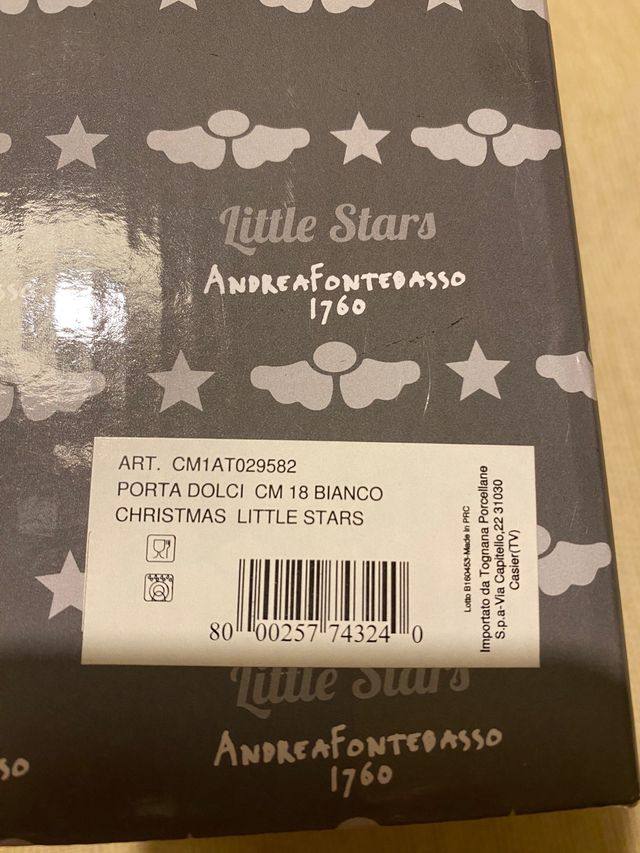 Little Stars
ANDREAFONTEBASSO
1760
ART. CM1AT029582
PORTA DOLCI CM 18 BIANCO
CHRISTMAS LITTLE STARS
80 00257 74324 0
Lotto B160453-Made in PRC
Importato da Tognana Porcellane
S.p.a-Via Capitello,22 31030
Casier(TV)
Little Stars
ANDREAFONTEBASSO
1760
so